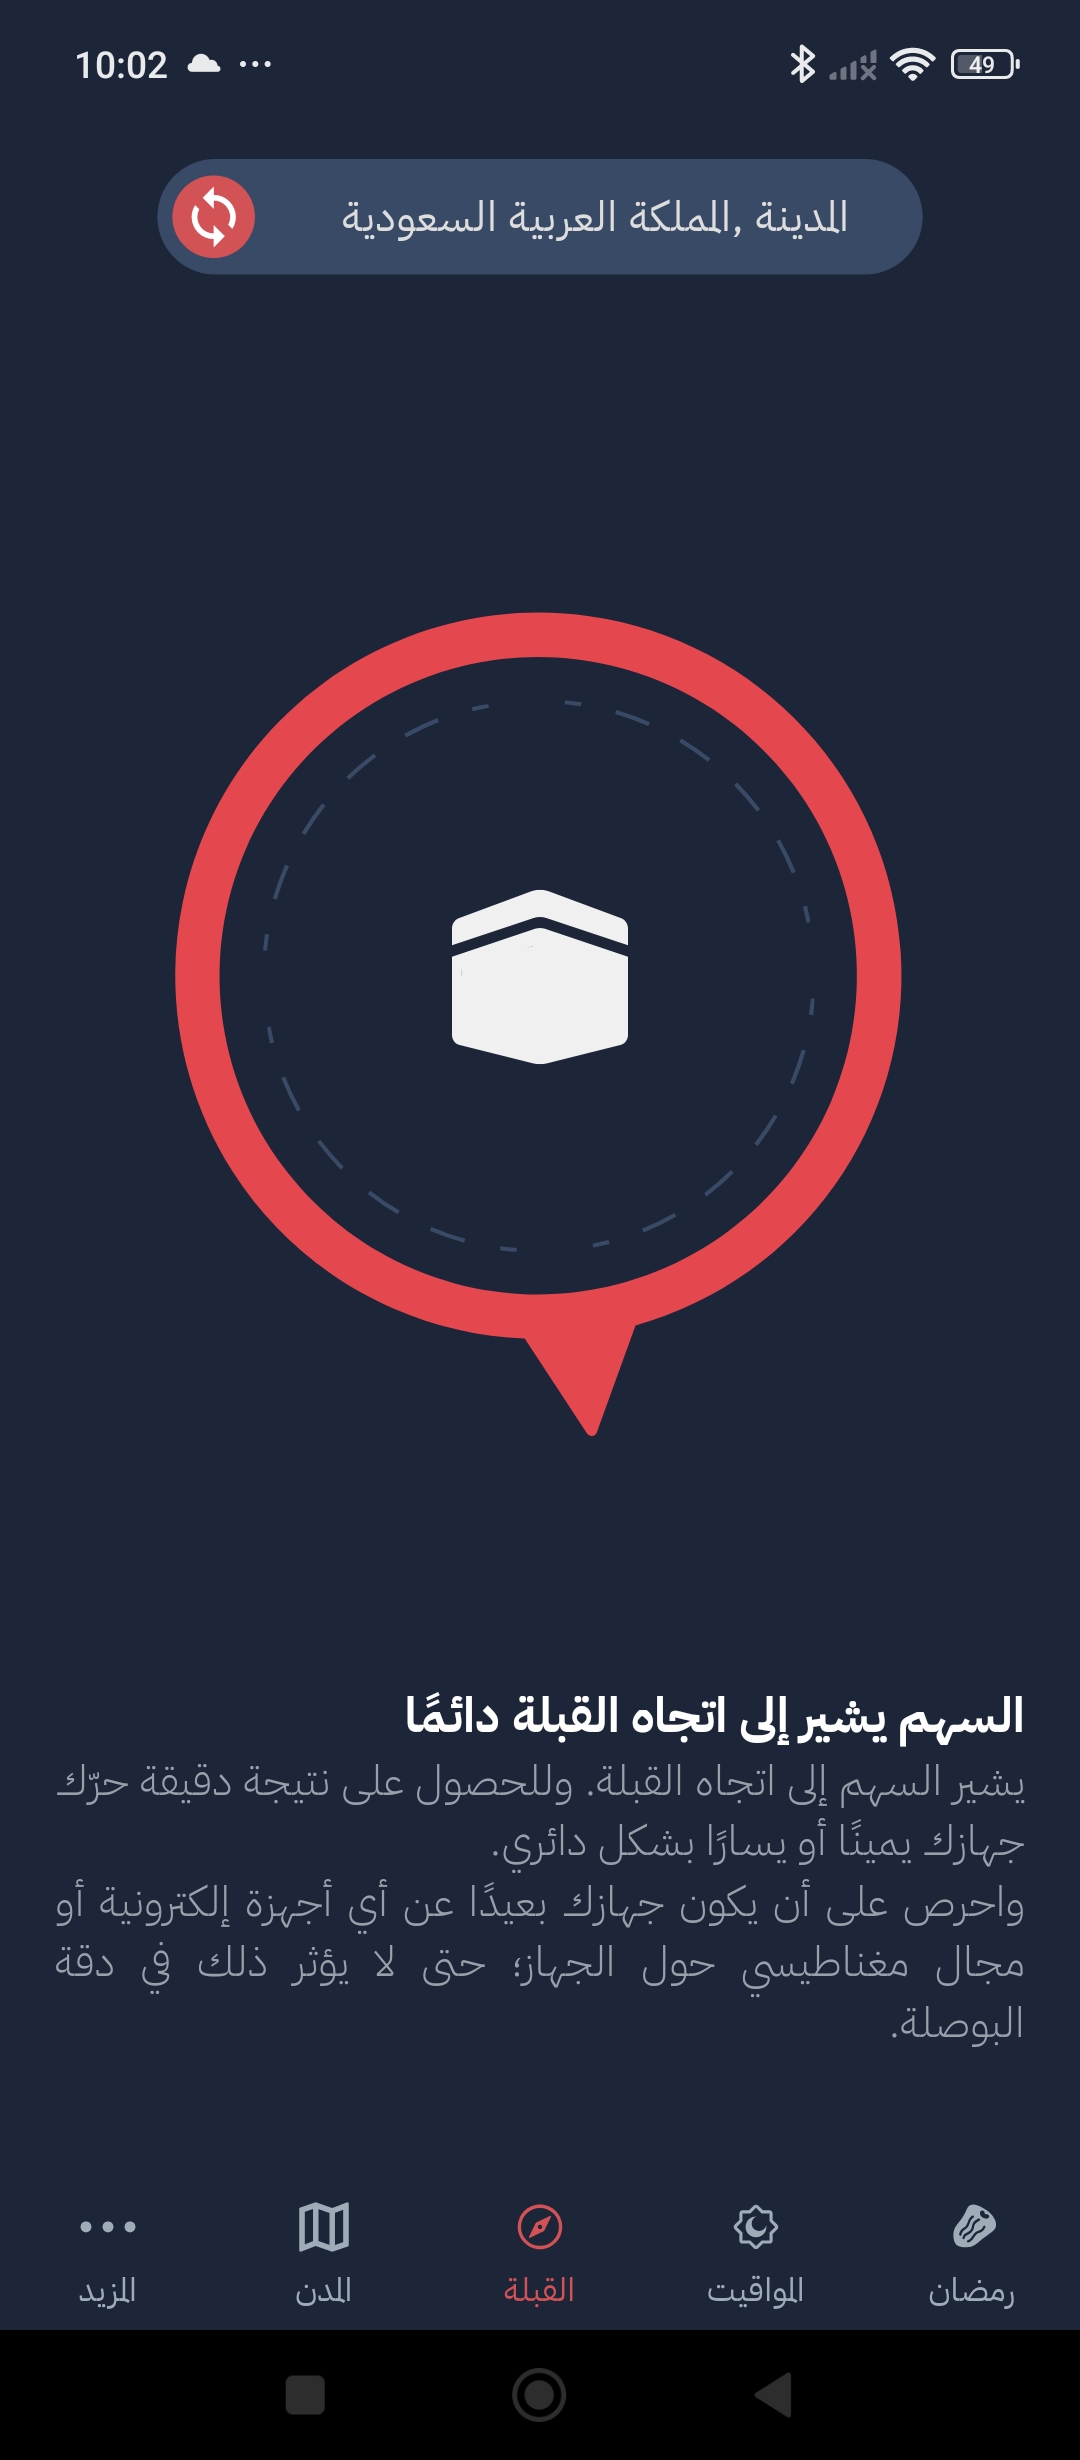 10:02
49
المدينة ,المملكة العربية السعودية
السهم يشير إلى اتجاه القبلة دائمًا
يشير السهم إلى اتجاه القبلة. وللحصول على نتيجة دقيقة حرّك
جهازك يمينًا أو يسارًا بشكل دائري.
واحرص على أن يكون جهازك بعيدًا عن أي أجهزة إلكترونية أو
مجال مغناطيسي حول الجهاز؛ حتى لا يؤثر ذلك في دقة
البوصلة.
رمضان
المواقيت
القبلة
المدن
المزيد